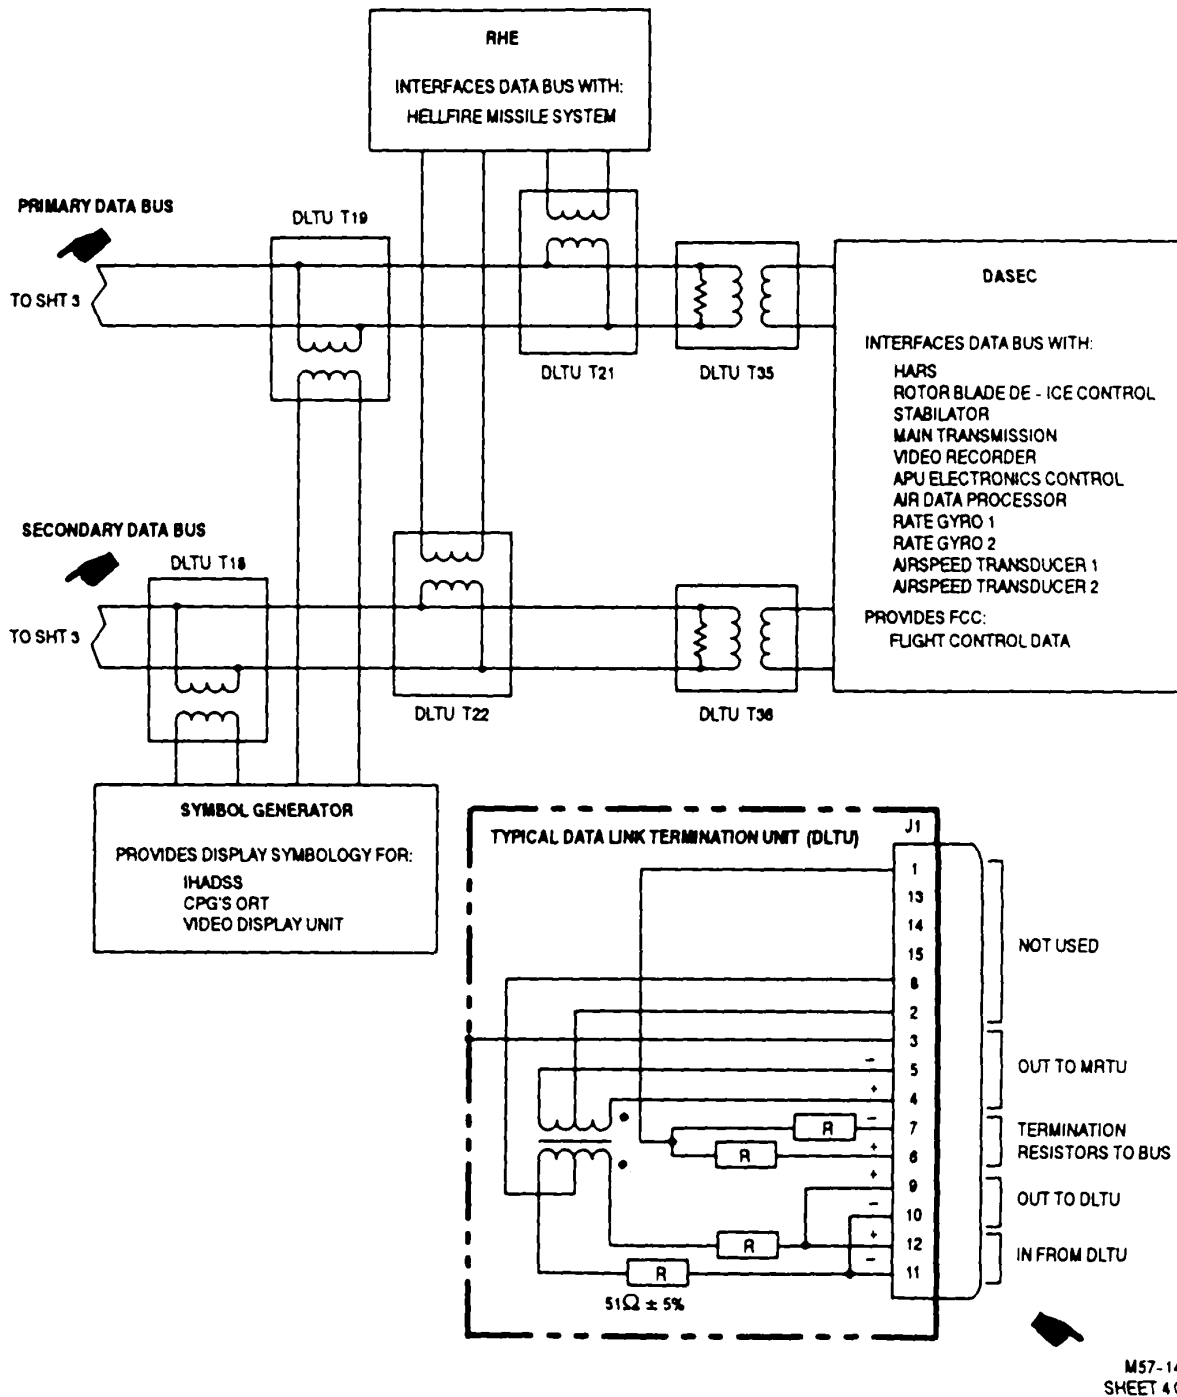 RHE
INTERFACES DATA BUS WITH:
HELLFIRE MISSILE SYSTEM
PRIMARY DATA BUS
DLTU T19
TO SHT 3
DLTU T21
DLTU T35
DASEC
INTERFACES DATA BUS WITH:
HARS
ROTOR BLADE DE - ICE CONTROL
STABILATOR
MAIN TRANSMISSION
VIDEO RECORDER
APU ELECTRONICS CONTROL
AIR DATA PROCESSOR
RATE GYRO 1
RATE GYRO 2
AIRSPEED TRANSDUCER 1
AIRSPEED TRANSDUCER 2
PROVIDES FCC:
FLIGHT CONTROL DATA
SECONDARY DATA BUS
DLTU T18
TO SHT 3
DLTU T22
DLTU T36
SYMBOL GENERATOR
PROVIDES DISPLAY SYMBOLOGY FOR:
IHADSS
CPG'S ORT
VIDEO DISPLAY UNIT
TYPICAL DATA LINK TERMINATION UNIT (DLTU)
J1
1
13
14
15
8
2
NOT USED
3
- 5
+ 4
OUT TO MRTU
R - 7
R + 6
TERMINATION
RESISTORS TO BUS
+ 9
- 10
OUT TO DLTU
R + 12
R - 11
IN FROM DLTU
51Ω ± 5%
M57-14
SHEET 4